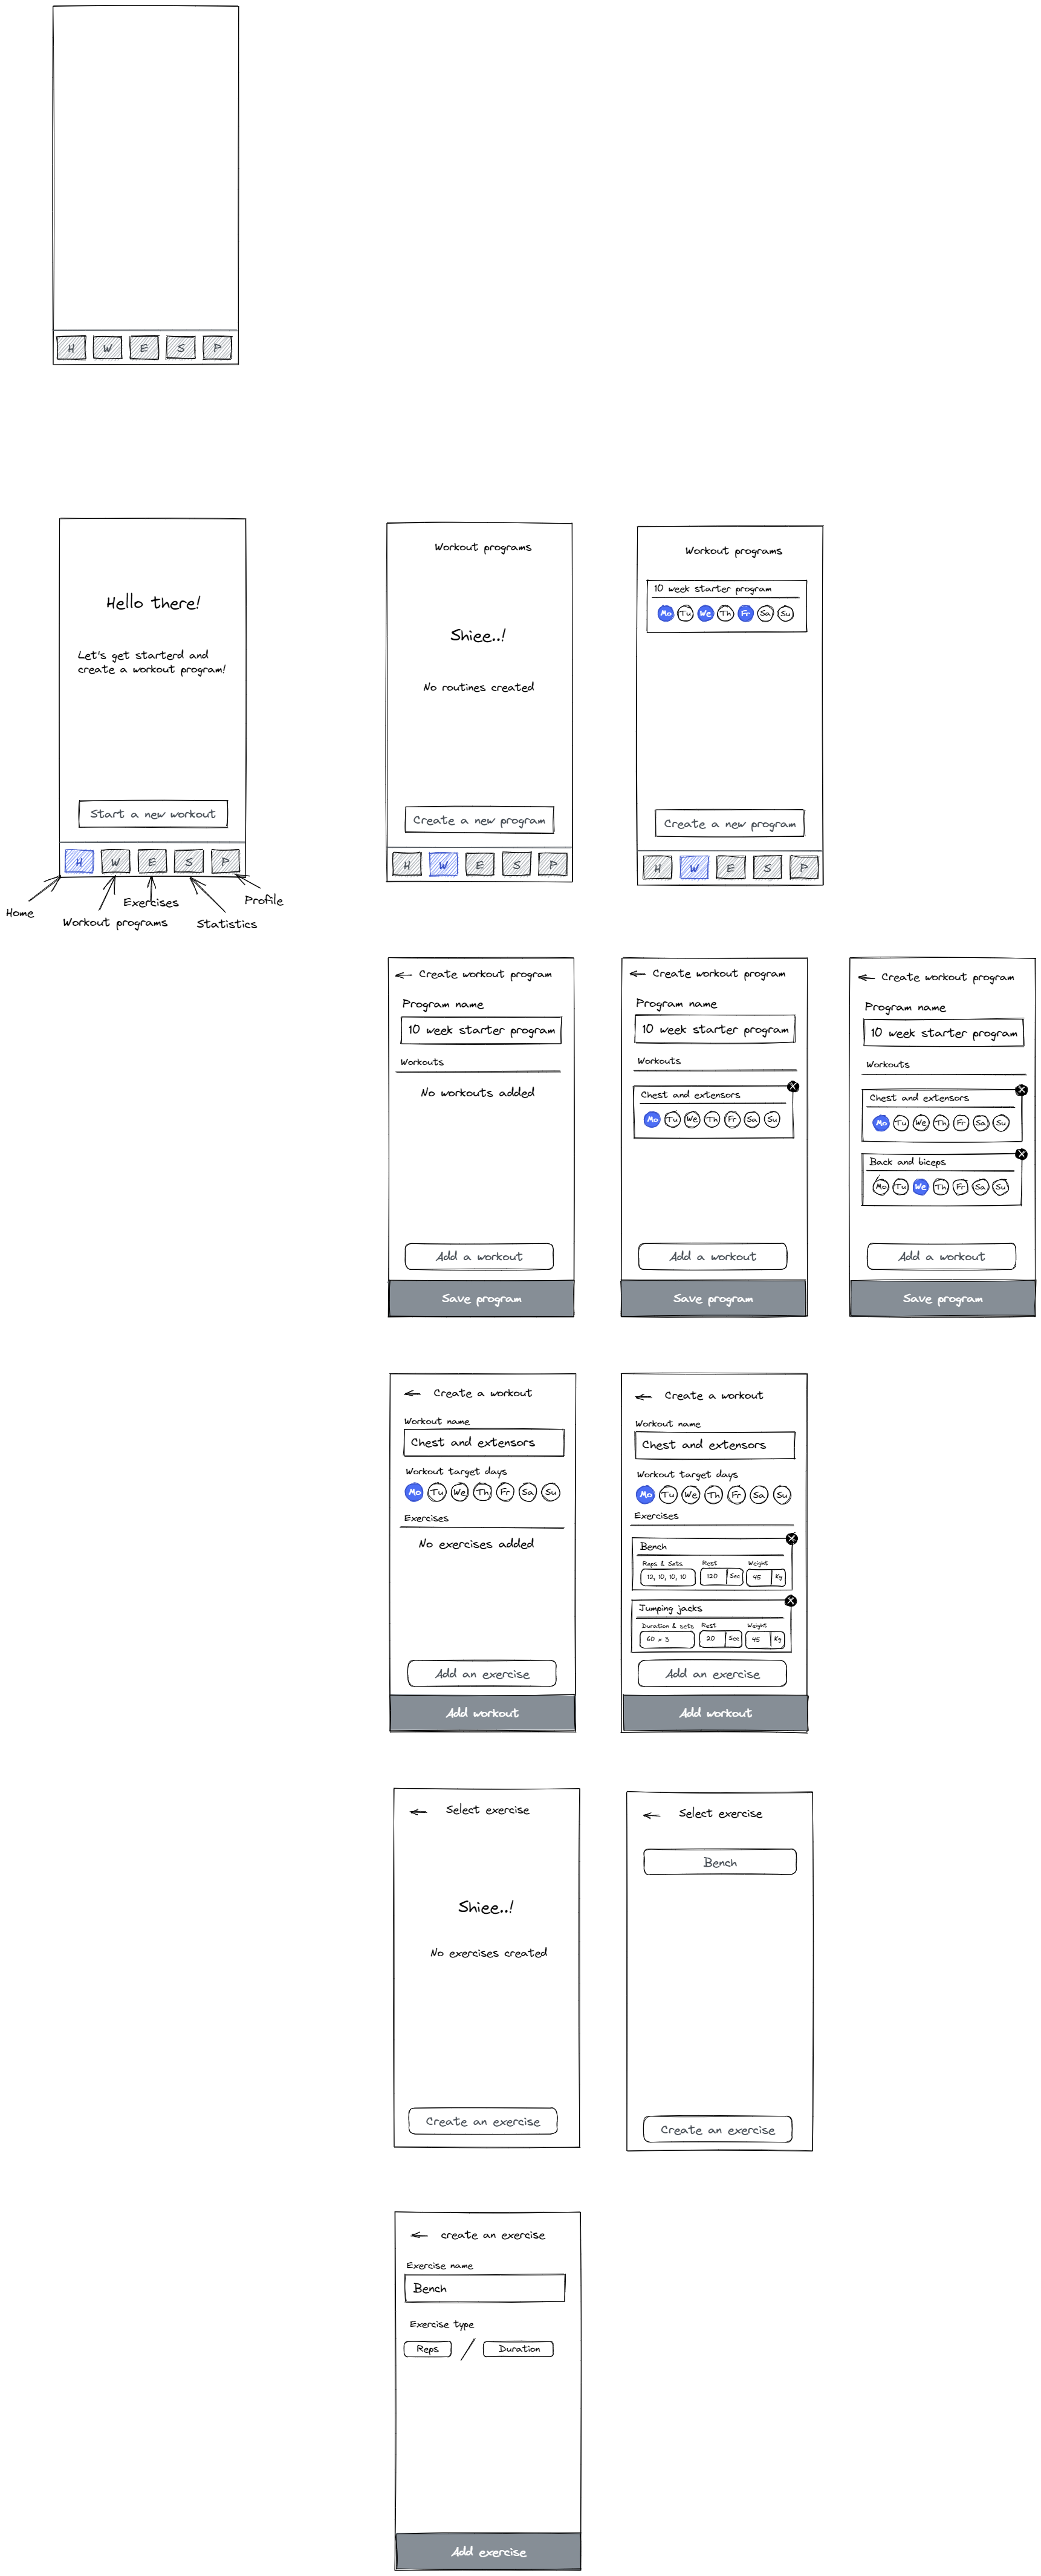 H W E S P
Hello there!
Let's get starterd and
create a workout program!
Start a new workout
H W E S P
Home
Workout programs
Exercises
Statistics
Profile
Workout programs
Shiee..!
No routines created
Create a new program
H W E S P
Workout programs
10 week starter program
Mo Tu We Th Fr Sa Su
Create a new program
H W E S P
← Create workout program
Program name
10 week starter program
Workouts
No workouts added
Add a workout
Save program
← Create workout program
Program name
10 week starter program
Workouts
X
Chest and extensors
Mo Tu We Th Fr Sa Su
Add a workout
Save program
← Create workout program
Program name
10 week starter program
Workouts
X
Chest and extensors
Mo Tu We Th Fr Sa Su
X
Back and biceps
Mo Tu We Th Fr Sa Su
Add a workout
Save program
← Create a workout
Workout name
Chest and extensors
Workout target days
Mo Tu We Th Fr Sa Su
Exercises
No exercises added
Add an exercise
Add workout
← Create a workout
Workout name
Chest and extensors
Workout target days
Mo Tu We Th Fr Sa Su
Exercises
X
Bench
Reps & Sets Rest Weight
12, 10, 10, 10 120 Sec 45 Kg
X
Jumping jacks
Duration & sets Rest Weight
60 x 3 20 Sec 45 Kg
Add an exercise
Add workout
← Select exercise
Shiee..!
No exercises created
Create an exercise
← Select exercise
Bench
Create an exercise
← create an exercise
Exercise name
Bench
Exercise type
Reps / Duration
Add exercise